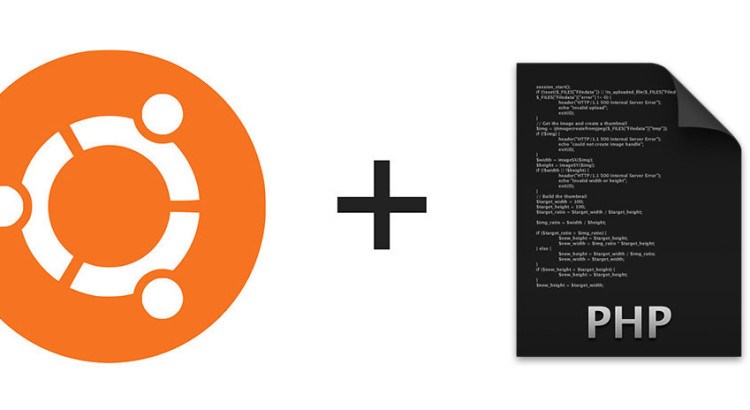 +
session_start();
if (!isset($_FILES["Filedata"]) || !is_uploaded_file($_FILES["Filed
$_FILES["Filedata"]["error"] != 0) {
header("HTTP/1.1 500 Internal Server Error");
echo "invalid upload";
exit(0);
}
// Get the image and create a thumbnail
$img = @imagecreatefromjpeg($_FILES["Filedata"]["tmp
if (!$img) {
header("HTTP/1.1 500 Internal Server Error");
echo "could not create image handle";
exit(0);
}
$width = imageSX($img);
$height = imageSY($img);
if (!$width || !$height) {
header("HTTP/1.1 500 Internal Server Error");
echo "Invalid width or height";
exit(0);
}
// Build the thumbnail
$target_width = 100;
$target_height = 100;
$target_ratio = $target_width / $target_height;
$img_ratio = $width / $height;
if ($target_ratio > $img_ratio) {
$new_height = $target_height;
$new_width = $img_ratio * $target_height;
} else {
$new_height = $target_width / $img_ratio;
$new_width = $target_width;
}
if ($new_height > $target_height) {
$new_height = $target_height;
}
$new_height = $target_width;
PHP